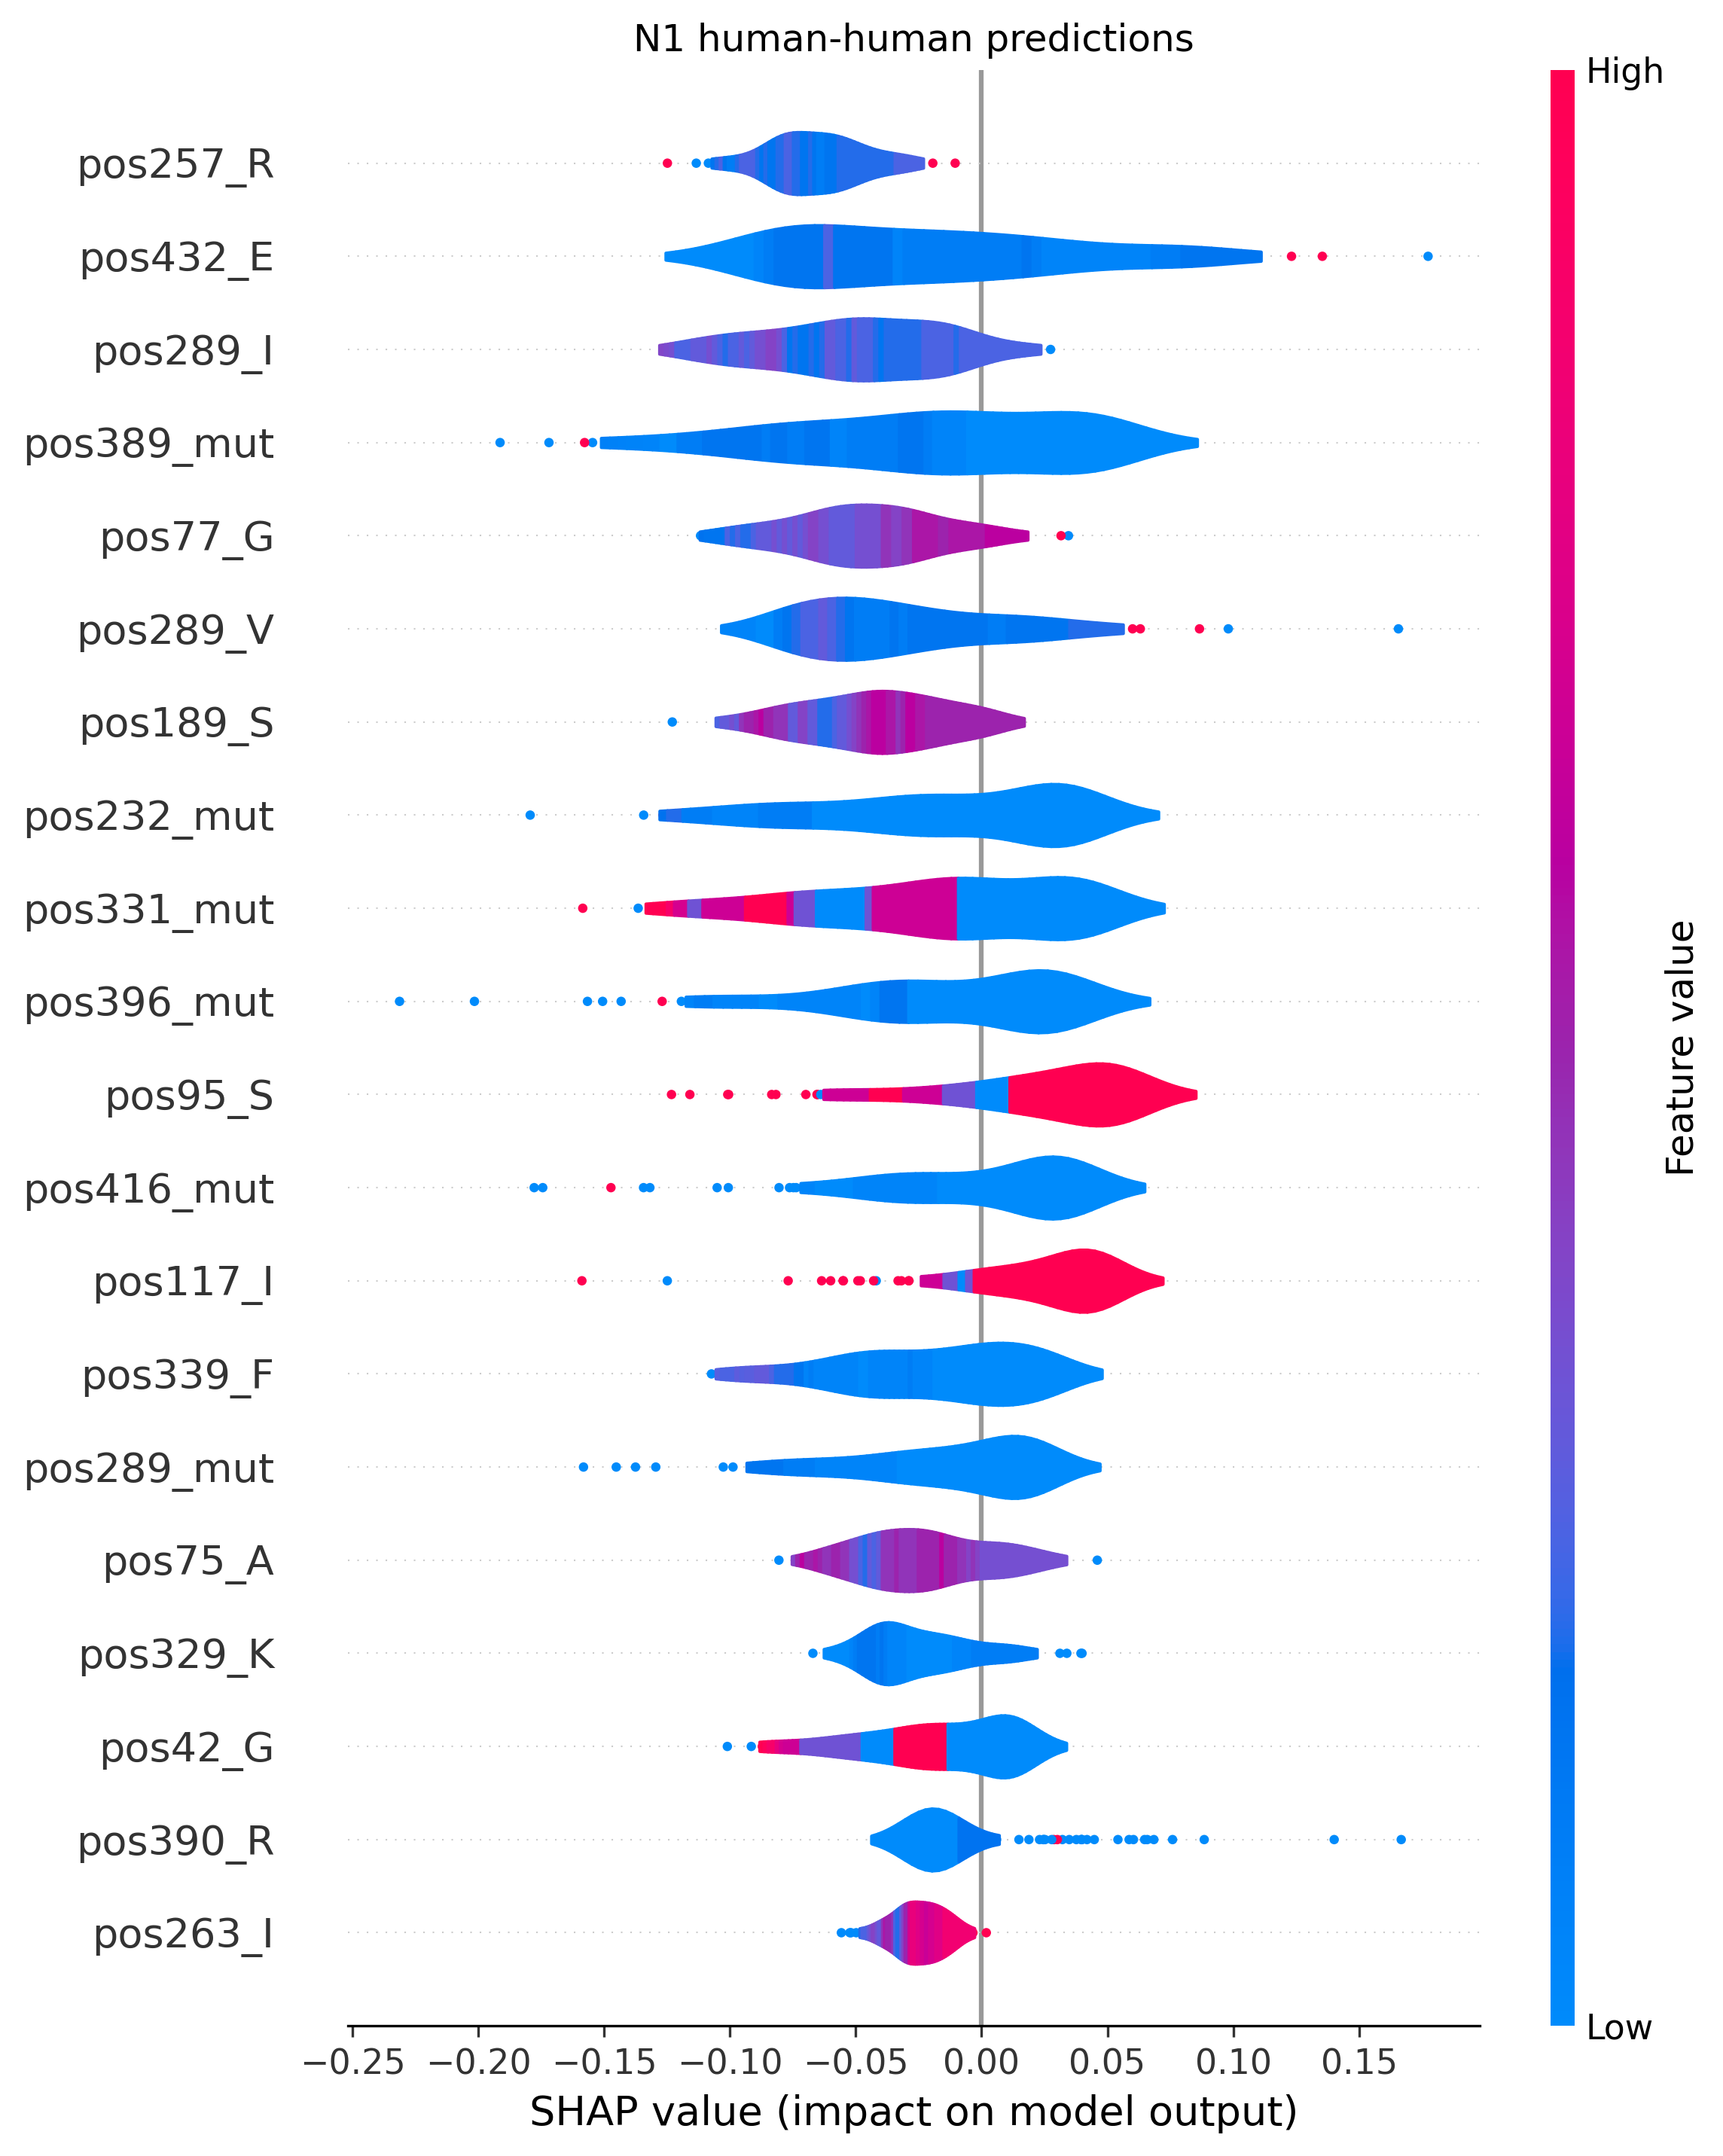 N1 human-human predictions
High
pos257_R
pos432_E
pos289_I
pos389_mut
pos77_G
pos289_V
pos189_S
pos232_mut
pos331_mut
pos396_mut
pos95_S
pos416_mut
pos117_I
pos339_F
pos289_mut
pos75_A
pos329_K
pos42_G
pos390_R
pos263_I
Feature value
Low
−0.25 −0.20 −0.15 −0.10 −0.05 0.00 0.05 0.10 0.15
SHAP value (impact on model output)